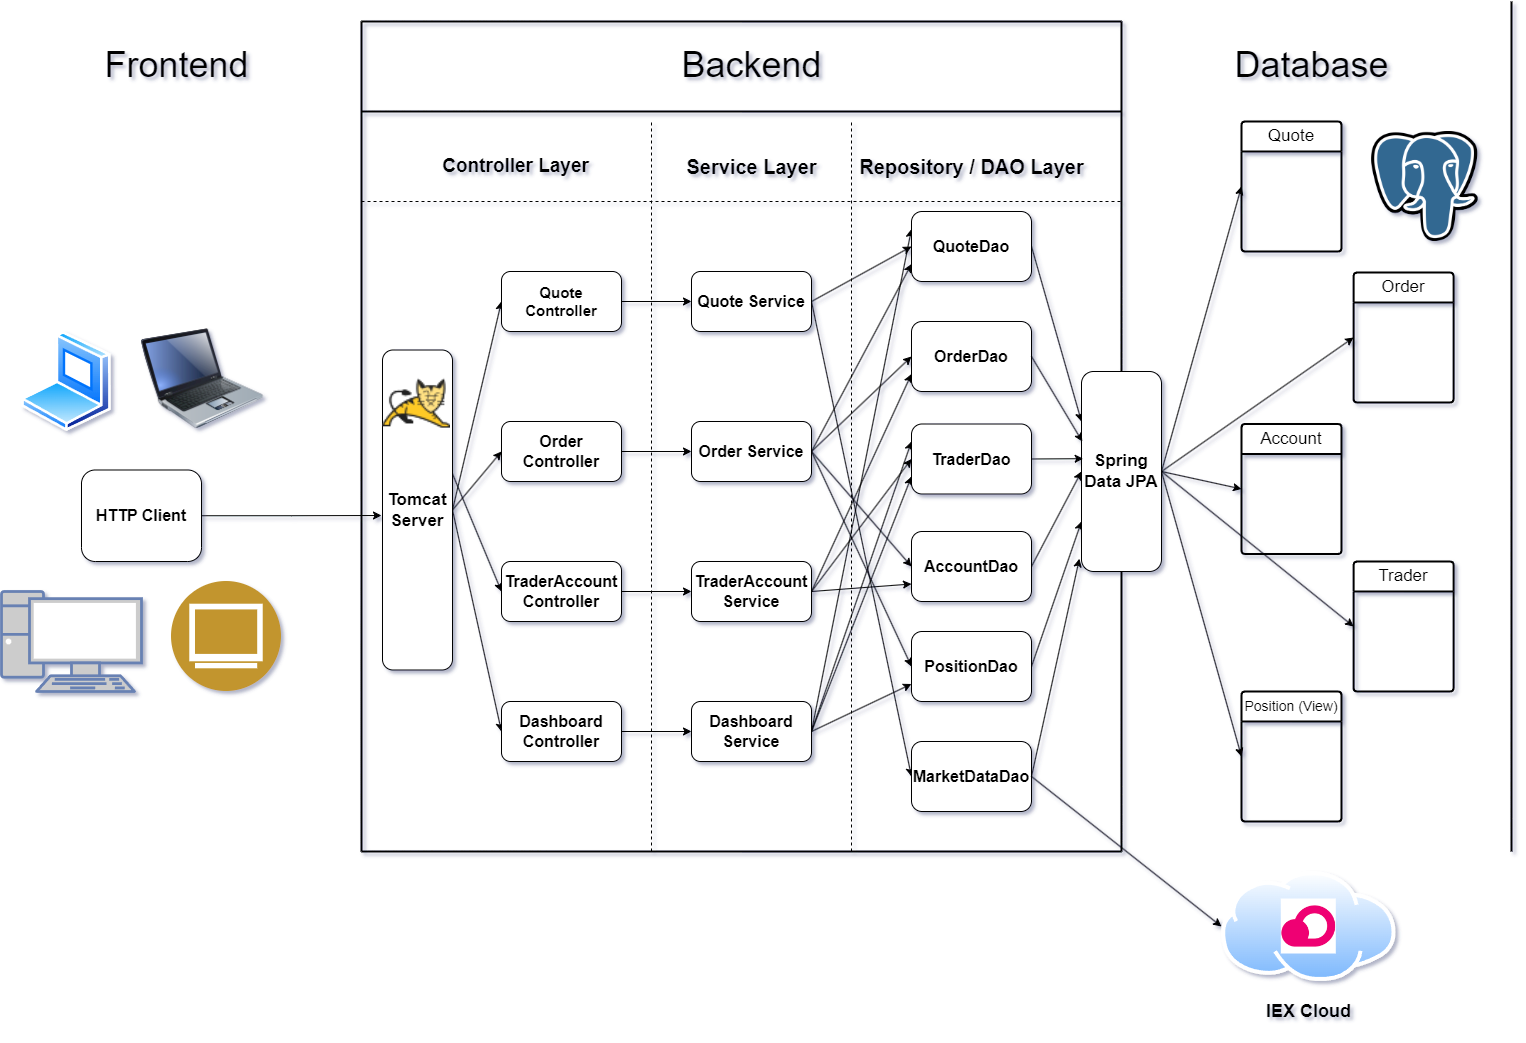 Frontend
Backend
Database
Controller Layer
Service Layer
Repository / DAO Layer
HTTP Client
Tomcat
Server
Quote
Controller
Order
Controller
TraderAccount
Controller
Dashboard
Controller
Quote Service
Order Service
TraderAccount
Service
Dashboard
Service
QuoteDao
OrderDao
TraderDao
AccountDao
PositionDao
MarketDataDao
Spring
Data JPA
Quote
Order
Account
Trader
Position (View)
IEX Cloud